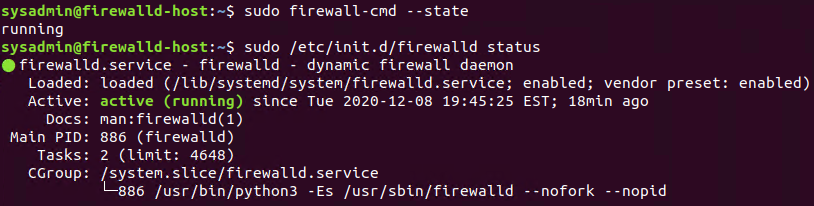 sysadmin@firewalld-host:~$ sudo firewall-cmd --state
running
sysadmin@firewalld-host:~$ sudo /etc/init.d/firewalld status
● firewalld.service - firewalld - dynamic firewall daemon
   Loaded: loaded (/lib/systemd/system/firewalld.service; enabled; vendor preset: enabled)
   Active: active (running) since Tue 2020-12-08 19:45:25 EST; 18min ago
     Docs: man:firewalld(1)
 Main PID: 886 (firewalld)
    Tasks: 2 (limit: 4648)
   CGroup: /system.slice/firewalld.service
           └─886 /usr/bin/python3 -Es /usr/sbin/firewalld --nofork --nopid